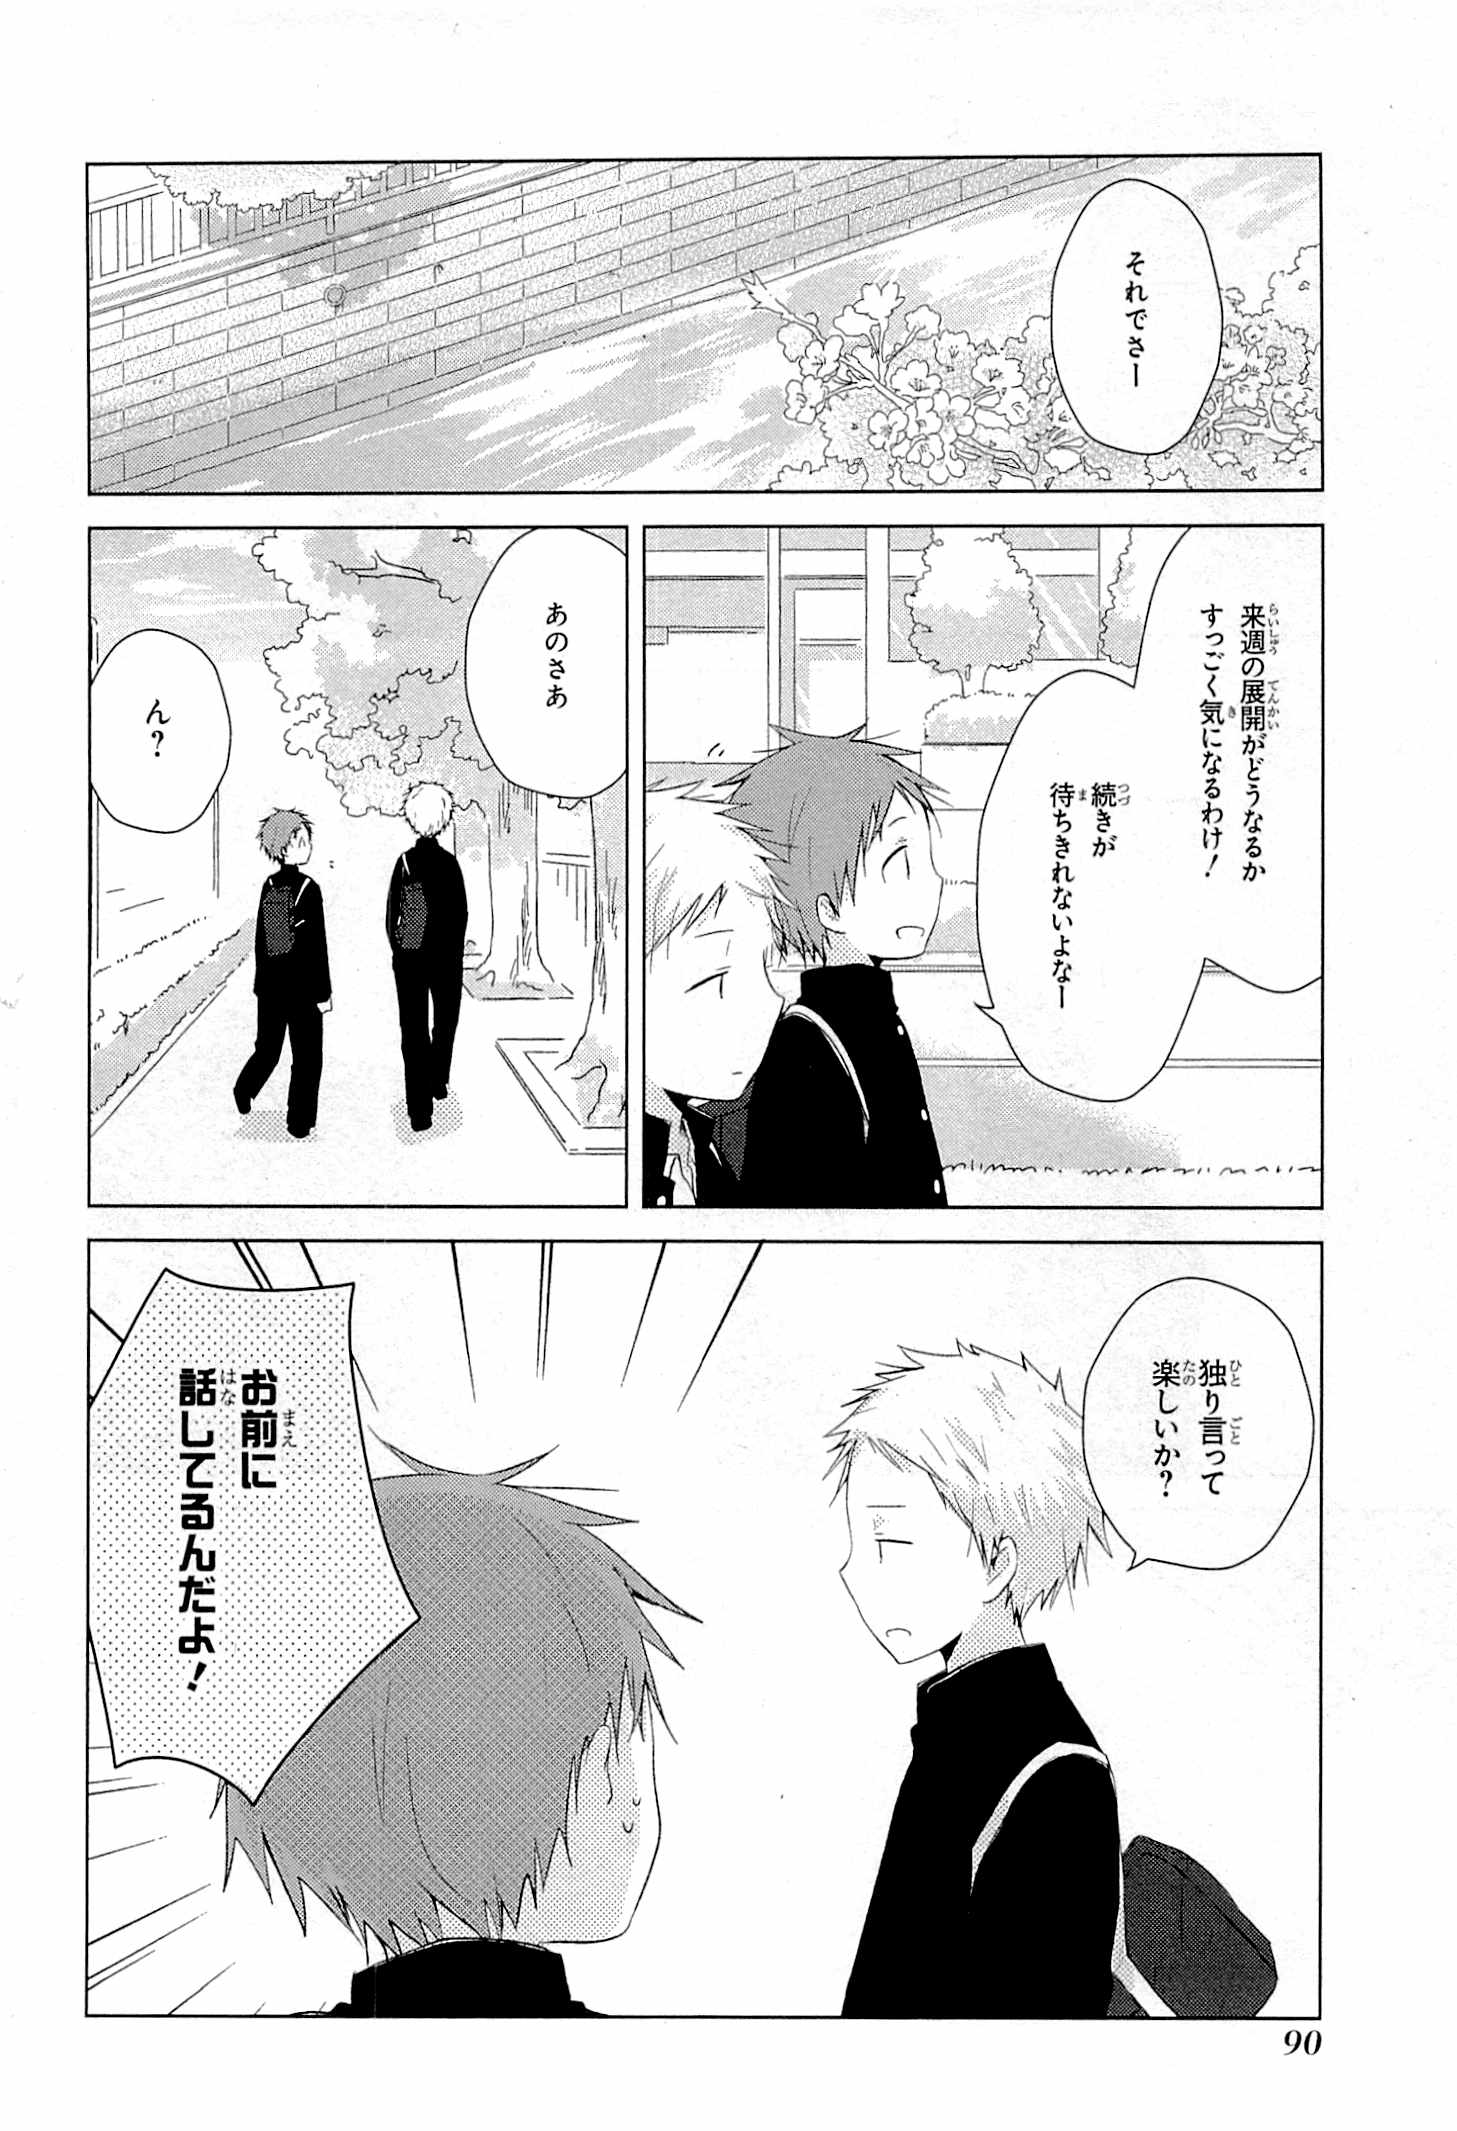 それでさー
来週の展開がどうなるか
すっごく気になるわけ！
続きが
待ちきれないよなー
あのさあ
ん？
独り言って
楽しいか？
お前に
話してるんだよ！
90